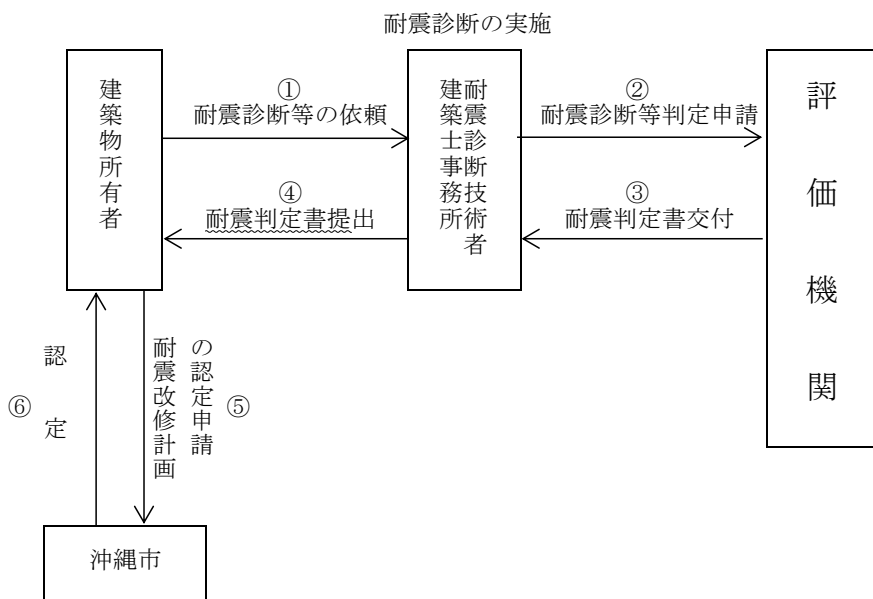 耐震診断の実施
建築物所有者
①
耐震診断等の依頼
耐震診断技術者
建築士事務所
②
耐震診断等判定申請
評価機関
④
耐震判定書提出
③
耐震判定書交付
⑥
認定
耐震改修計画
の認定申請
⑤
沖縄市